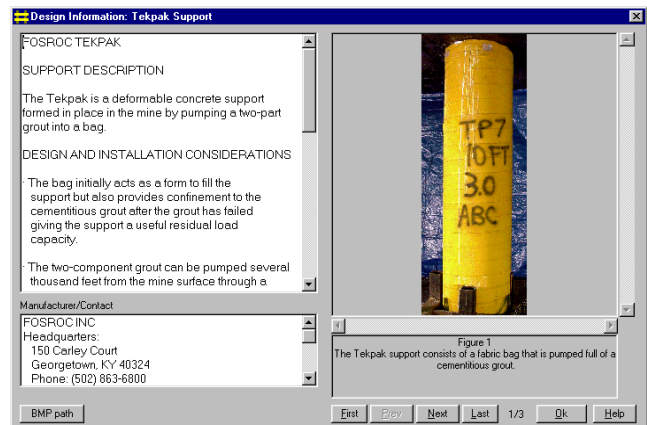 Design Information: Tekpak Support
FOSROC TEKPAK
SUPPORT DESCRIPTION
The Tekpak is a deformable concrete support
formed in place in the mine by pumping a two-part
grout into a bag.
DESIGN AND INSTALLATION CONSIDERATIONS
· The bag initially acts as a form to fill the
support but also provides confinement to the
cementitious grout after the grout has failed
giving the support a useful residual load
capacity.
· The two-component grout can be pumped several
thousand feet from the mine surface through a
Manufacturer/Contact
FOSROC INC
Headquarters:
150 Carley Court
Georgetown, KY 40324
Phone: (502) 863-6800
TP7
10FT
3.0
ABC
Figure 1
The Tekpak support consists of a fabric bag that is pumped full of a
cementitious grout.
BMP path
First Prev Next Last 1/3 Ok Help